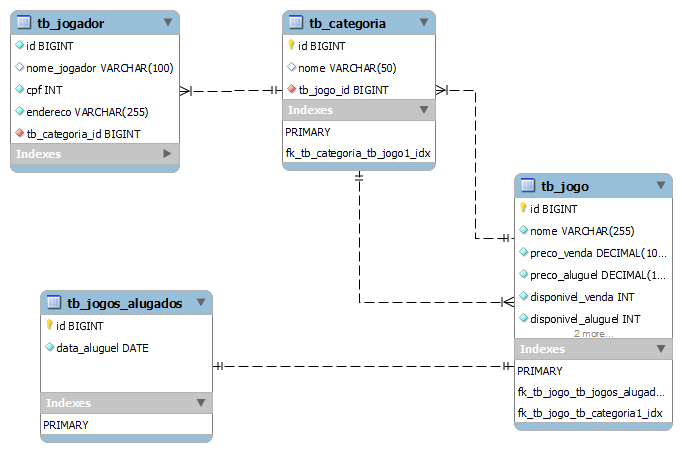 tb_jogador
id BIGINT
nome_jogador VARCHAR(100)
cpf INT
endereco VARCHAR(255)
tb_categoria_id BIGINT
Indexes
tb_categoria
id BIGINT
nome VARCHAR(50)
tb_jogo_id BIGINT
Indexes
PRIMARY
fk_tb_categoria_tb_jogo1_idx
tb_jogo
id BIGINT
nome VARCHAR(255)
preco_venda DECIMAL(10...
preco_aluguel DECIMAL(1...
disponivel_venda INT
disponivel_aluguel INT
2 more...
Indexes
PRIMARY
fk_tb_jogo_tb_jogos_alugad...
fk_tb_jogo_tb_categoria1_idx
tb_jogos_alugados
id BIGINT
data_aluguel DATE
Indexes
PRIMARY